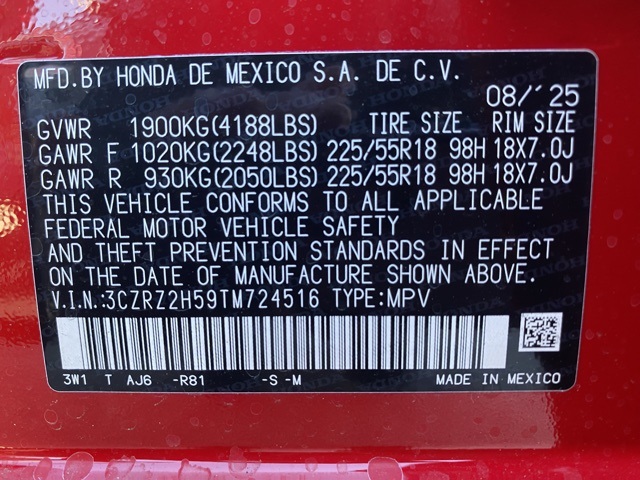 MFD.BY HONDA DE MEXICO S.A. DE C.V.
08/'25
GVWR 1900KG(4188LBS) TIRE SIZE RIM SIZE
GAWR F 1020KG(2248LBS) 225/55R18 98H 18X7.0J
GAWR R 930KG(2050LBS) 225/55R18 98H 18X7.0J
THIS VEHICLE CONFORMS TO ALL APPLICABLE
FEDERAL MOTOR VEHICLE SAFETY
AND THEFT PREVENTION STANDARDS IN EFFECT
ON THE DATE OF MANUFACTURE SHOWN ABOVE.
V.I.N.:3CZRZ2H59TM724516 TYPE:MPV
3W1 T AJ6 -R81 -S -M MADE IN MEXICO